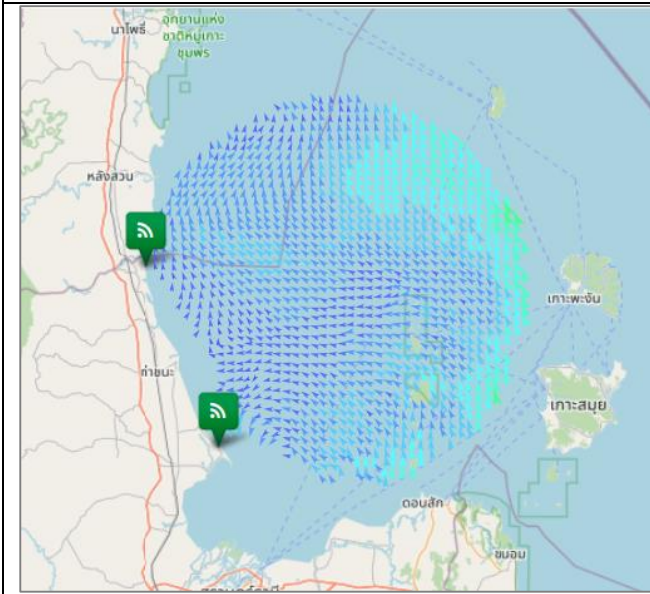 นาโพธิ์
อุทยานแห่ง
ชาติหมู่เกาะ
ชุมพร
หลังสวน
เกาะพะงัน
ท่าชนะ
เกาะสมุย
ดอนสัก
ขนอม